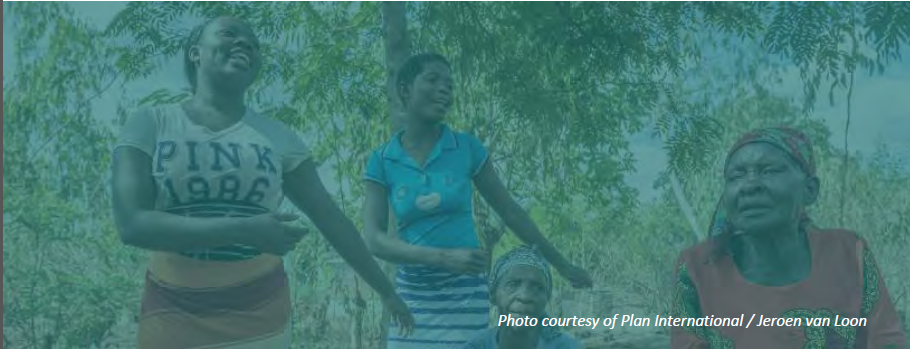 PINK
1986
Photo courtesy of Plan International / Jeroen van Loon